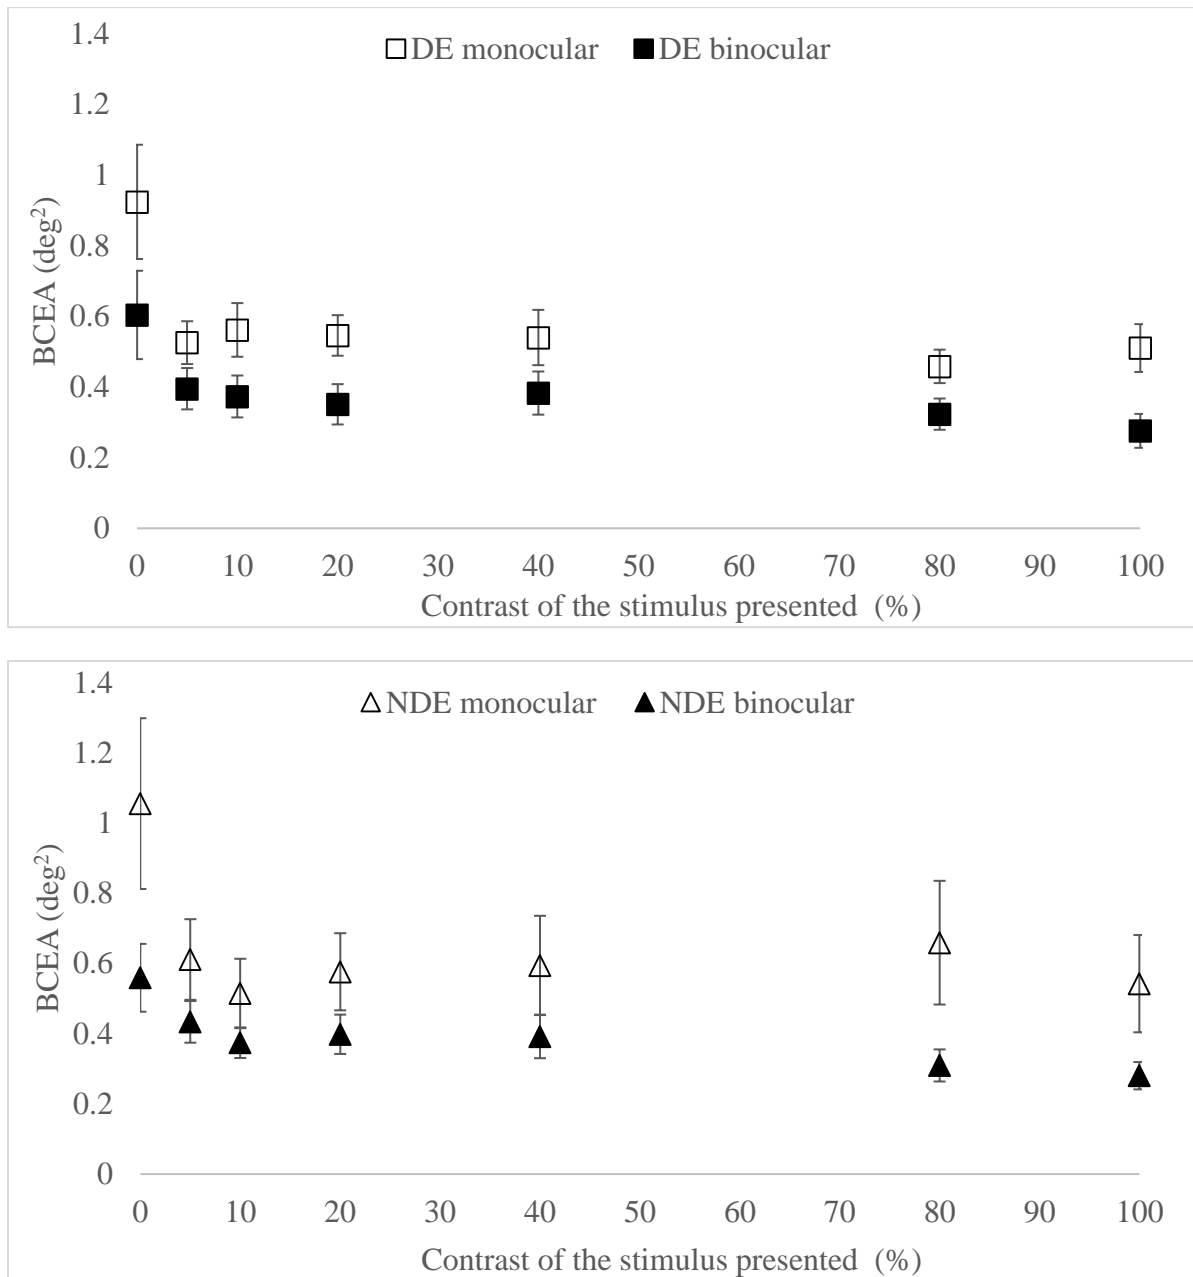 1.4
DE monocular DE binocular
1.2
1
0.8
0.6
0.4
0.2
0
BCEA (deg²)
0 10 20 30 40 50 60 70 80 90 100
Contrast of the stimulus presented (%)
1.4
NDE monocular NDE binocular
1.2
1
0.8
0.6
0.4
0.2
0
BCEA (deg²)
0 10 20 30 40 50 60 70 80 90 100
Contrast of the stimulus presented (%)